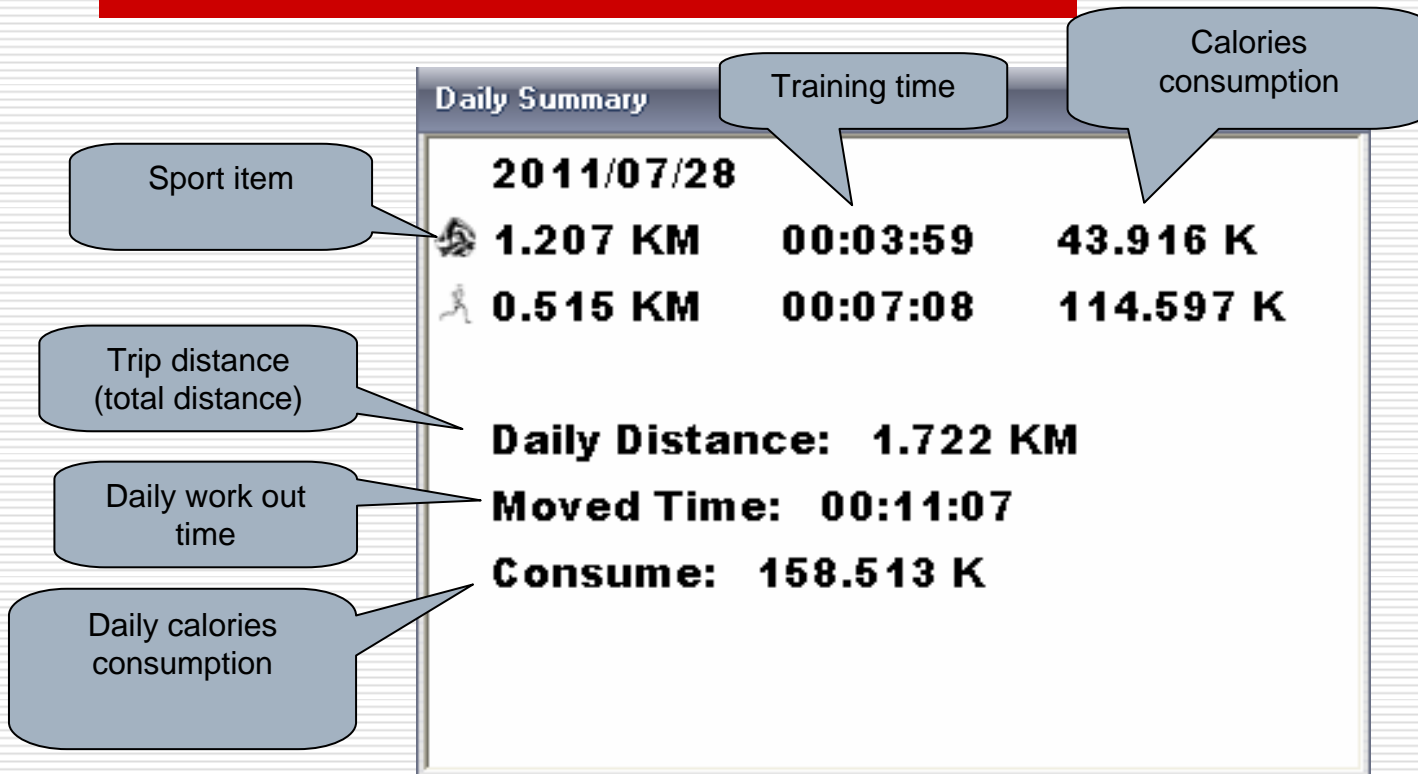 Calories
consumption
Training time
Daily Summary
Sport item
2011/07/28
1.207 KM 00:03:59 43.916 K
0.515 KM 00:07:08 114.597 K
Trip distance
(total distance)
Daily Distance: 1.722 KM
Daily work out
time
Moved Time: 00:11:07
Consume: 158.513 K
Daily calories
consumption